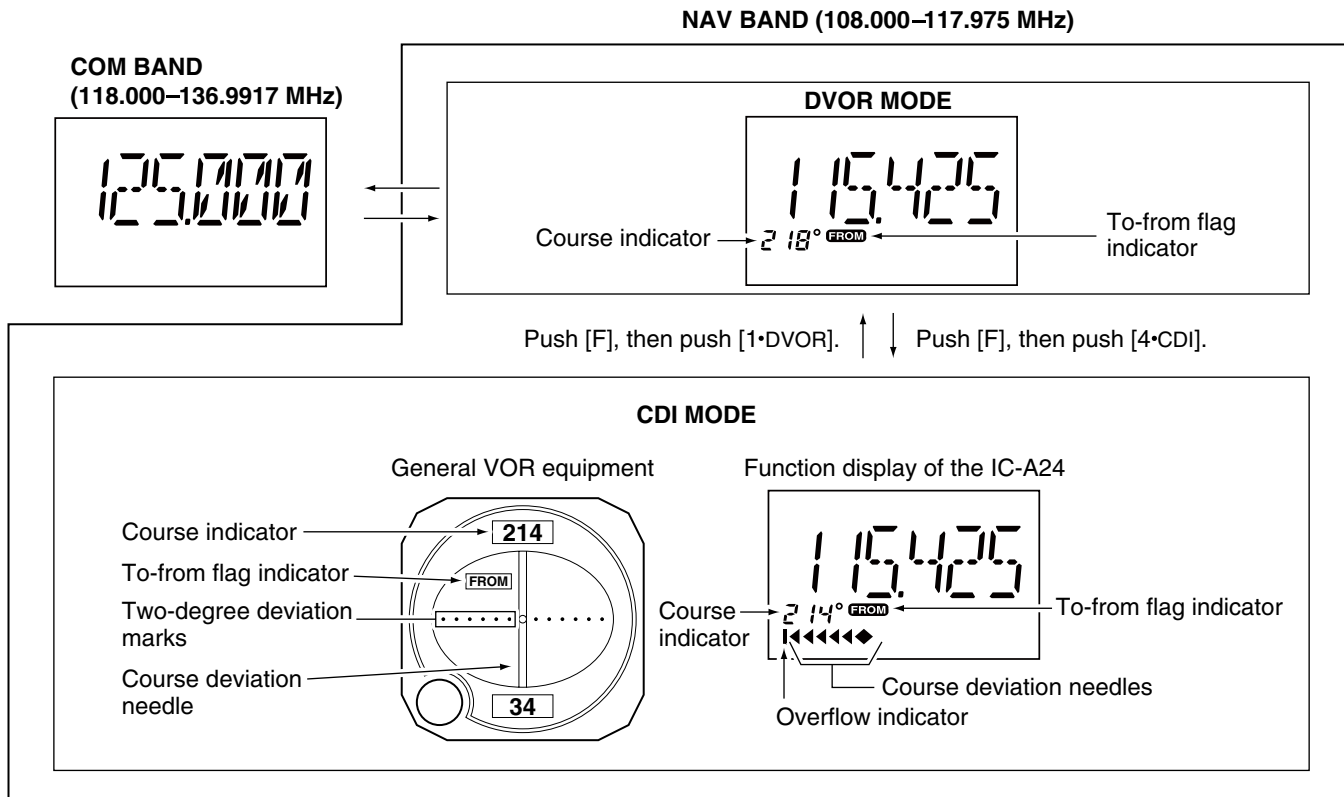 NAV BAND (108.000–117.975 MHz)
COM BAND
(118.000–136.9917 MHz)
125.000
DVOR MODE
115.425
Course indicator
218° FROM
To-from flag
indicator
Push [F], then push [1•DVOR].
Push [F], then push [4•CDI].
CDI MODE
General VOR equipment
Course indicator
214
To-from flag indicator
FROM
Two-degree deviation
marks
Course deviation
needle
34
Function display of the IC-A24
115.425
Course
indicator
214° FROM
To-from flag indicator
Course deviation needles
Overflow indicator